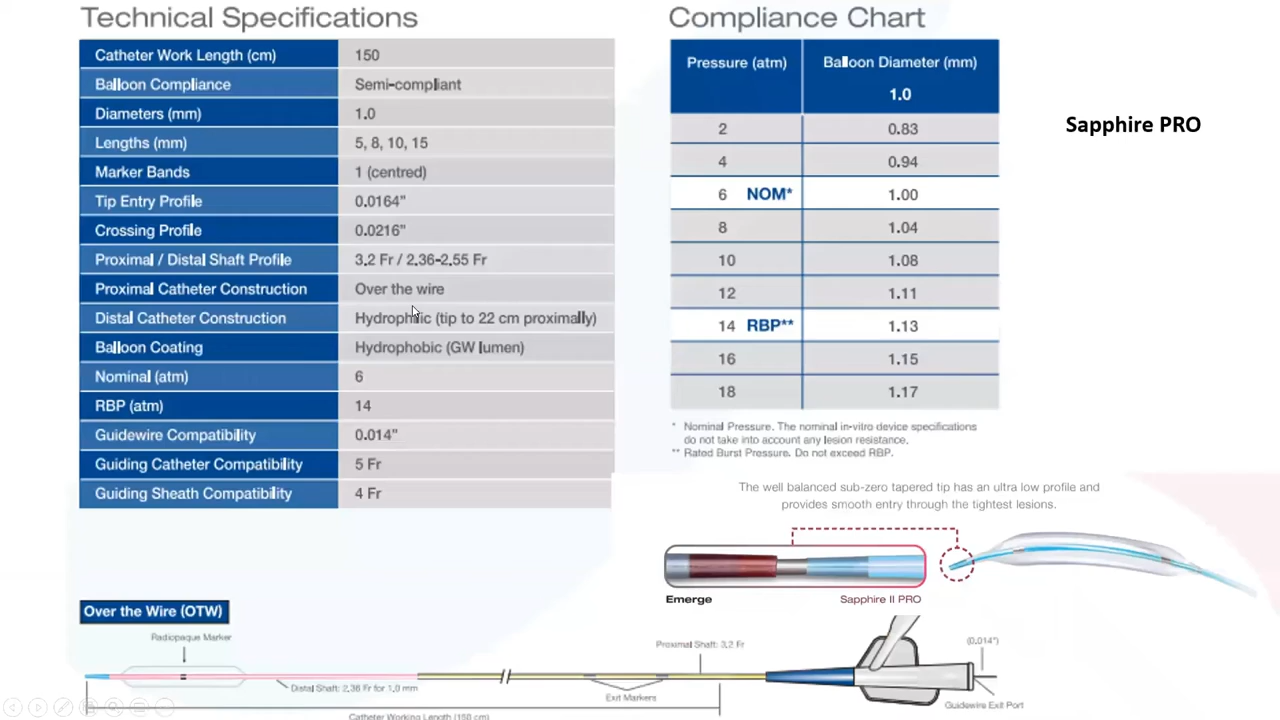 Technical Specifications
Catheter Work Length (cm) 150
Balloon Compliance Semi-compliant
Diameters (mm) 1.0
Lengths (mm) 5, 8, 10, 15
Marker Bands 1 (centred)
Tip Entry Profile 0.0164"
Crossing Profile 0.0216"
Proximal / Distal Shaft Profile 3.2 Fr / 2.36-2.55 Fr
Proximal Catheter Construction Over the wire
Distal Catheter Construction Hydrophilic (tip to 22 cm proximally)
Balloon Coating Hydrophobic (GW lumen)
Nominal (atm) 6
RBP (atm) 14
Guidewire Compatibility 0.014"
Guiding Catheter Compatibility 5 Fr
Guiding Sheath Compatibility 4 Fr
Compliance Chart
Pressure (atm) Balloon Diameter (mm)
1.0
2 0.83
4 0.94
6 NOM* 1.00
8 1.04
10 1.08
12 1.11
14 RBP** 1.13
16 1.15
18 1.17
* Nominal Pressure. The nominal in-vitro device specifications
do not take into account any lesion resistance.
** Rated Burst Pressure. Do not exceed RBP.
Sapphire PRO
The well balanced sub-zero tapered tip has an ultra low profile and
provides smooth entry through the tightest lesions.
Emerge Sapphire II PRO
Over the Wire (OTW)
Radiopaque Marker
Proximal Shaft: 3,2 Fr
(0.014")
Distal Shaft: 2,36 Fr for 1,0 mm
Exit Markers
Guidewire Exit Port
Catheter Working Length (150 cm)